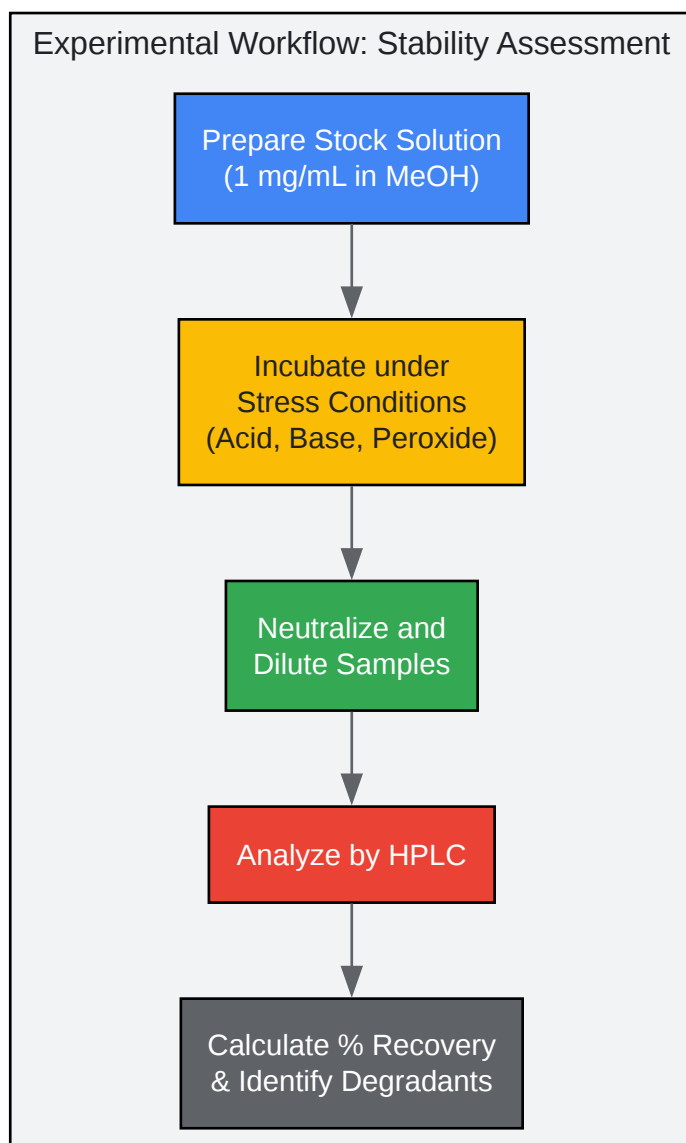 Experimental Workflow: Stability Assessment
Prepare Stock Solution
(1 mg/mL in MeOH)
Incubate under
Stress Conditions
(Acid, Base, Peroxide)
Neutralize and
Dilute Samples
Analyze by HPLC
Calculate % Recovery
& Identify Degradants